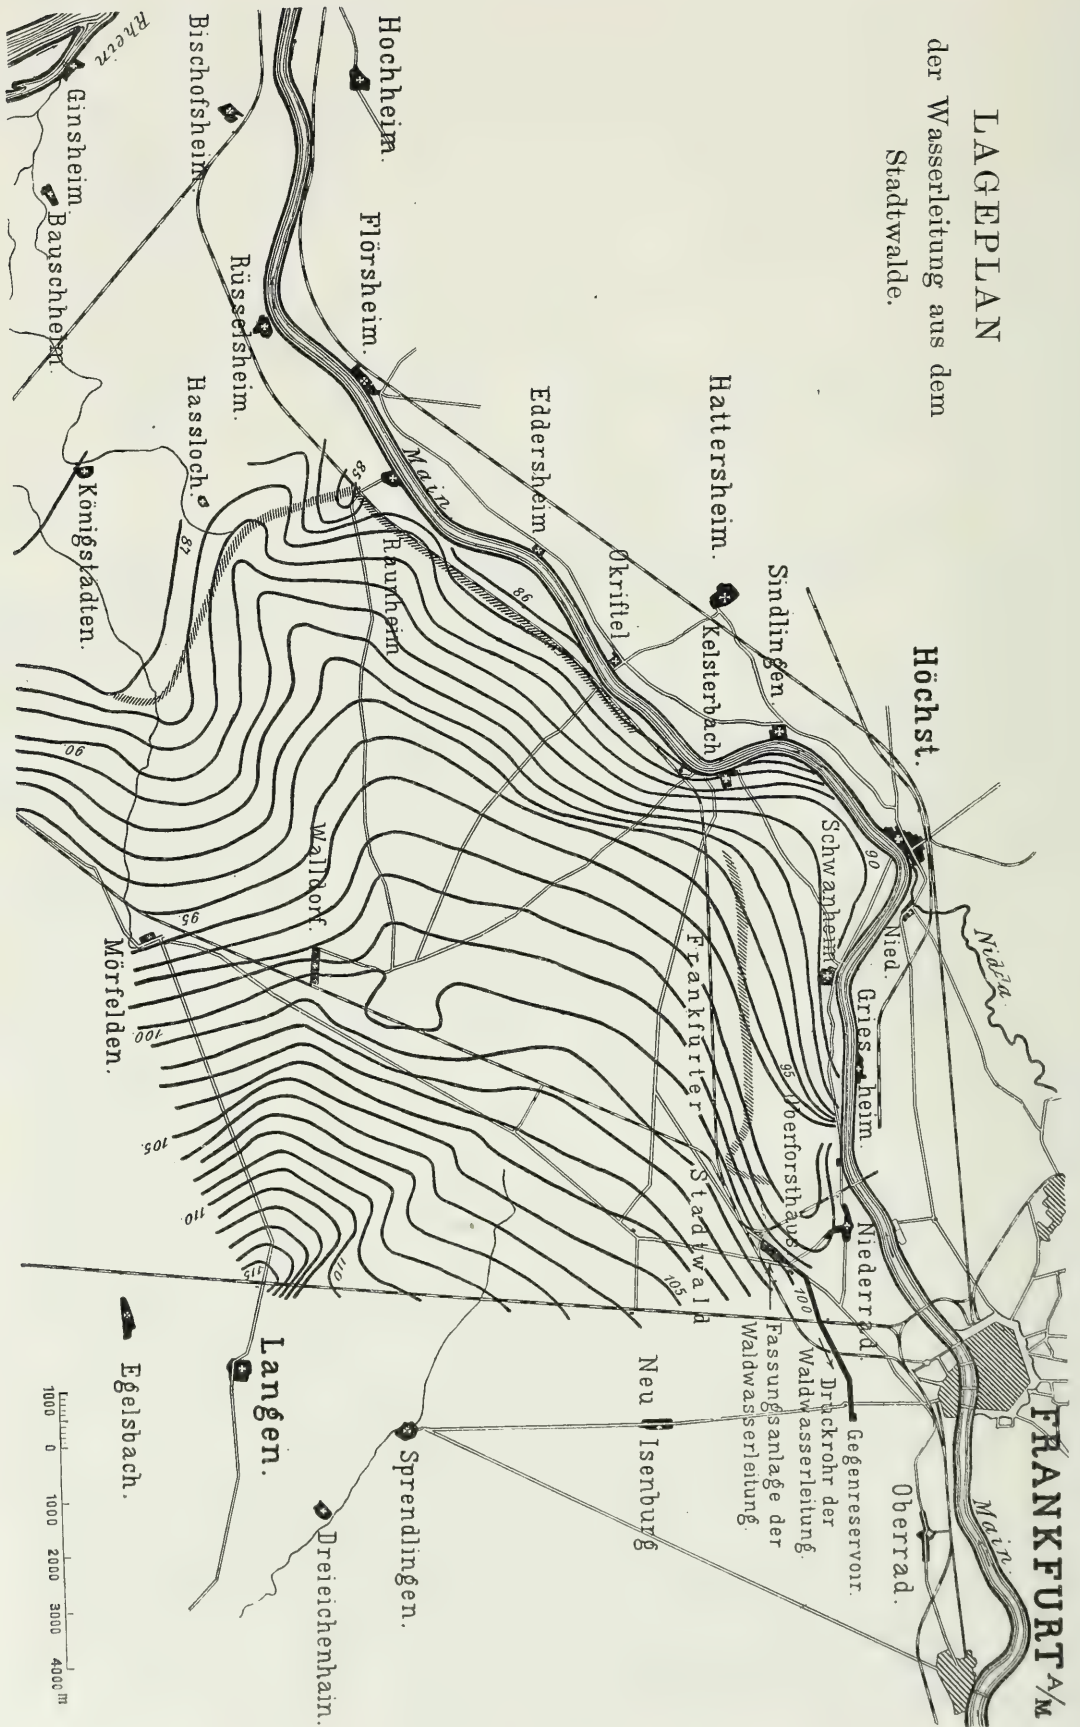 LAGEPLAN
der Wasserleitung aus dem
Stadtwalde.
FRANKFURT A/M
Main.
Höchst.
Nidda
Nied.
Griesheim.
Niederrad.
Oberrad.
Gegenreservoir.
Druckrohr der
Waldwasserleitung.
Fassungsanlage der
Waldwasserleitung.
Oberforsthaus
Schwanheim
Sindlingen.
Hattersheim.
Kelsterbach
Okriftel
Eddersheim
Frankfurter Stadtwald
Neu Isenburg
Hochheim.
Flörsheim.
Main
Raunheim
Rüsselsheim.
Bischofsheim
Rhein
Ginsheim.
Bauschheim.
Hassloch.
Königstädten.
Walldorf.
Mörfelden.
Langen.
Sprendlingen.
Dreieichenhain.
Egelsbach.
85
86
87
90
90.
95
95.
100
100.
105
105.
110
110.
115
1000 0 1000 2000 3000 4000 m